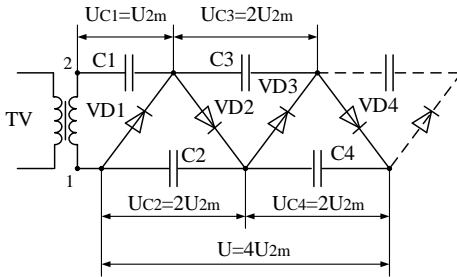 UC1=U2m UC3=2U2m
2 C1 C3
TV VD1 VD2 VD3 VD4
1 C2 C4
UC2=2U2m UC4=2U2m
U=4U2m